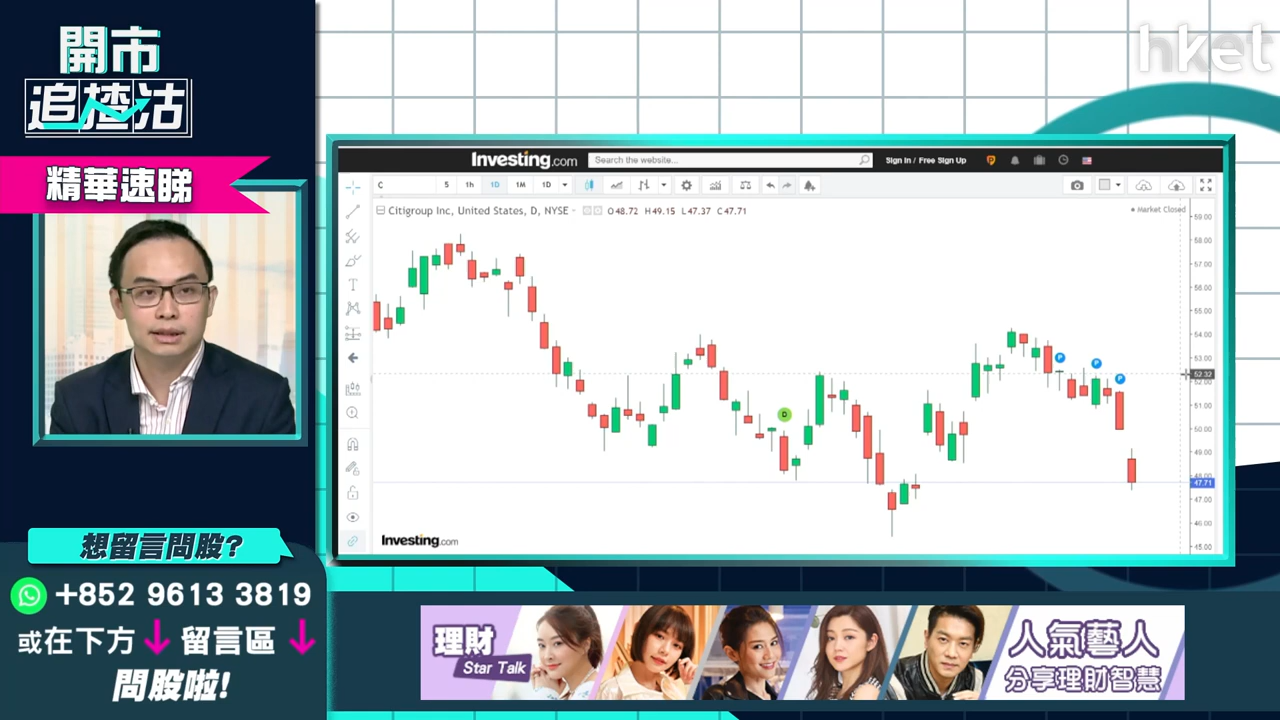 開市
追揸沽
精華速睇
hket
Investing.com
Search the website...
Sign In / Free Sign Up
C
5
1h
1D
1M
1D
Citigroup Inc, United States, D, NYSE
O48.72 H49.15 L47.37 C47.71
Market Closed
59.00
58.00
57.00
56.00
55.00
54.00
53.00
52.32
52.00
51.00
50.00
49.00
48.00
47.71
47.00
46.00
45.00
P
P
P
D
T
Investing.com
想留言問股?
+852 9613 3819
或在下方 留言區
問股啦!
理財
Star Talk
人氣藝人
分享理財智慧